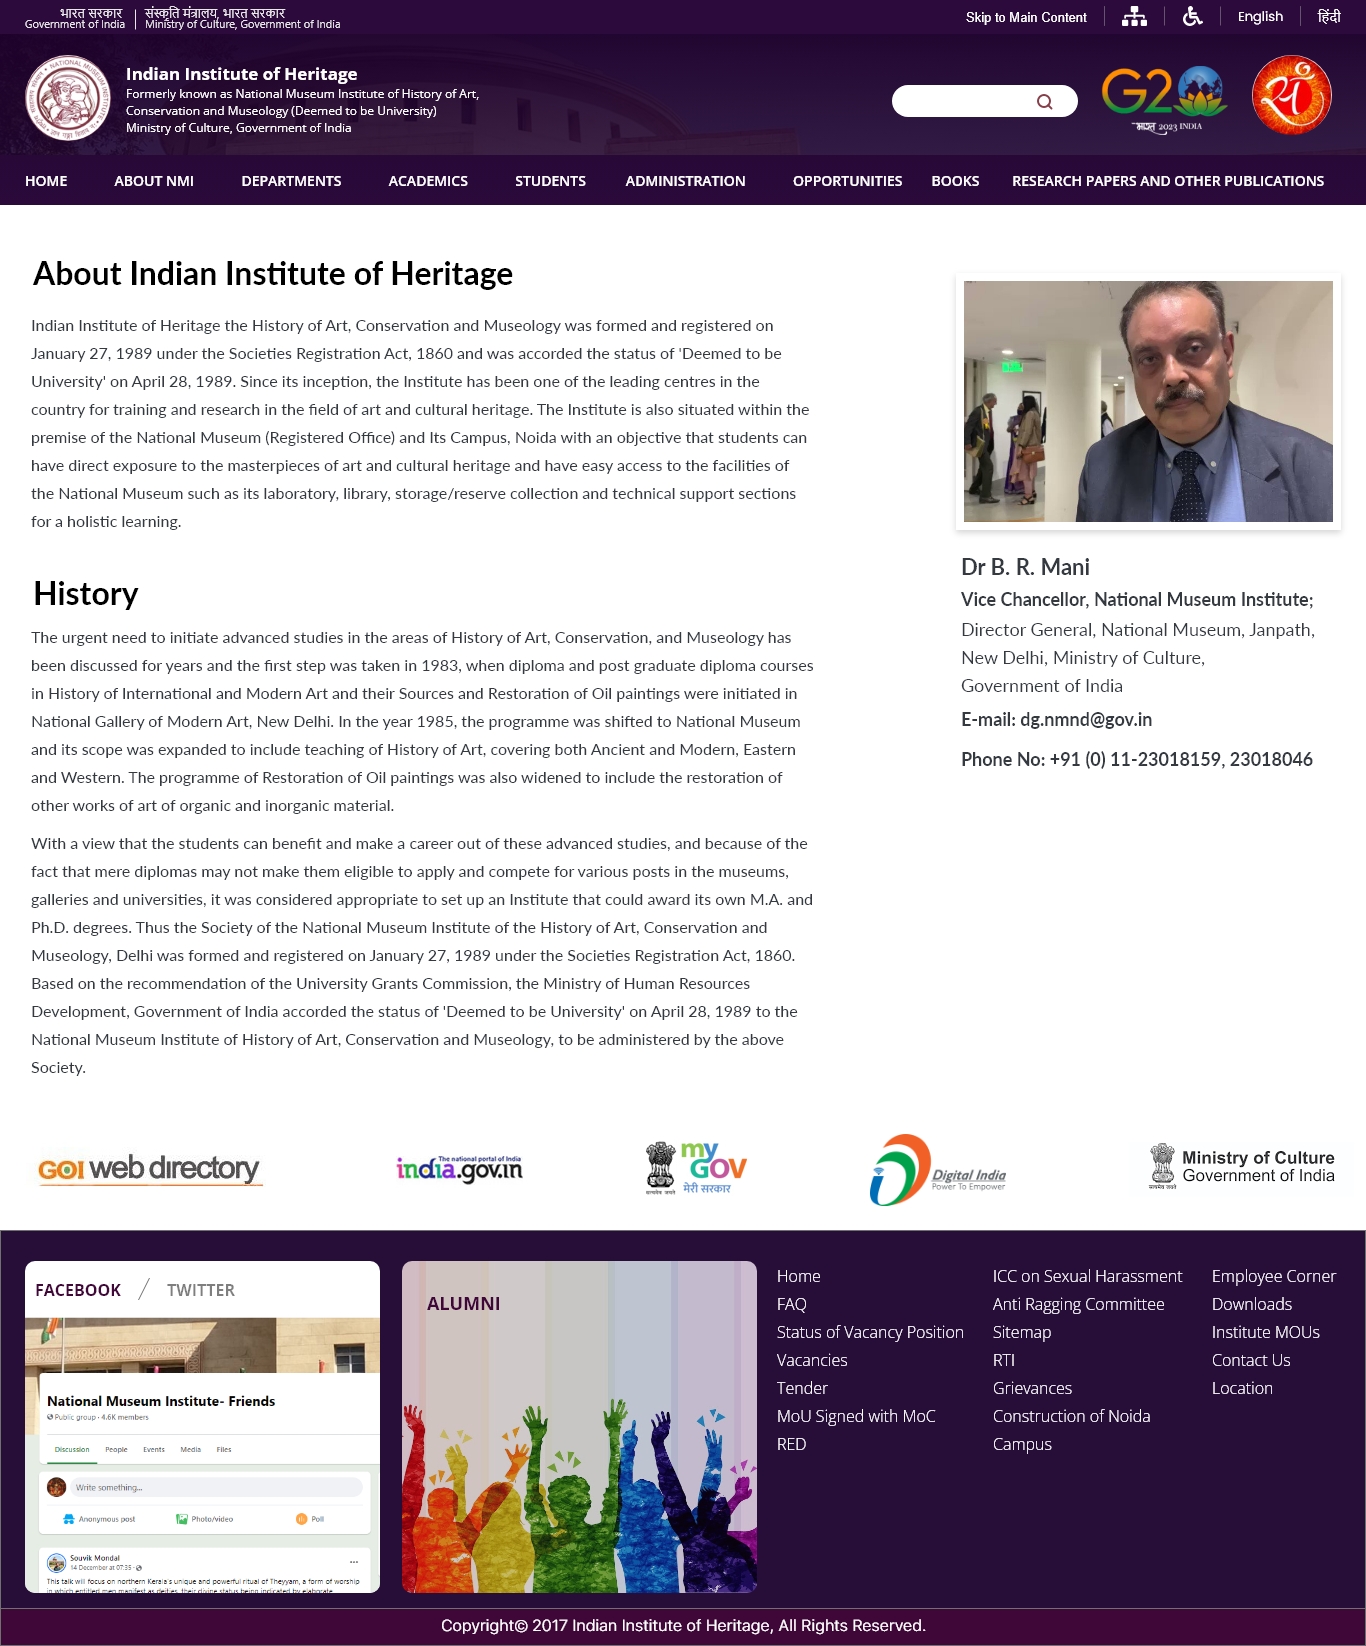 भारत सरकार
Government of India
संस्कृति मंत्रालय, भारत सरकार
Ministry of Culture, Government of India
Skip to Main Content
English
हिंदी
Indian Institute of Heritage
Formerly known as National Museum Institute of History of Art,
Conservation and Museology (Deemed to be University)
Ministry of Culture, Government of India
G20
भारत 2023 INDIA
HOME ABOUT NMI DEPARTMENTS ACADEMICS STUDENTS ADMINISTRATION OPPORTUNITIES BOOKS RESEARCH PAPERS AND OTHER PUBLICATIONS
About Indian Institute of Heritage
Indian Institute of Heritage the History of Art, Conservation and Museology was formed and registered on
January 27, 1989 under the Societies Registration Act, 1860 and was accorded the status of 'Deemed to be
University' on April 28, 1989. Since its inception, the Institute has been one of the leading centres in the
country for training and research in the field of art and cultural heritage. The Institute is also situated within the
premise of the National Museum (Registered Office) and Its Campus, Noida with an objective that students can
have direct exposure to the masterpieces of art and cultural heritage and have easy access to the facilities of
the National Museum such as its laboratory, library, storage/reserve collection and technical support sections
for a holistic learning.
History
The urgent need to initiate advanced studies in the areas of History of Art, Conservation, and Museology has
been discussed for years and the first step was taken in 1983, when diploma and post graduate diploma courses
in History of International and Modern Art and their Sources and Restoration of Oil paintings were initiated in
National Gallery of Modern Art, New Delhi. In the year 1985, the programme was shifted to National Museum
and its scope was expanded to include teaching of History of Art, covering both Ancient and Modern, Eastern
and Western. The programme of Restoration of Oil paintings was also widened to include the restoration of
other works of art of organic and inorganic material.
With a view that the students can benefit and make a career out of these advanced studies, and because of the
fact that mere diplomas may not make them eligible to apply and compete for various posts in the museums,
galleries and universities, it was considered appropriate to set up an Institute that could award its own M.A. and
Ph.D. degrees. Thus the Society of the National Museum Institute of the History of Art, Conservation and
Museology, Delhi was formed and registered on January 27, 1989 under the Societies Registration Act, 1860.
Based on the recommendation of the University Grants Commission, the Ministry of Human Resources
Development, Government of India accorded the status of 'Deemed to be University' on April 28, 1989 to the
National Museum Institute of History of Art, Conservation and Museology, to be administered by the above
Society.
Dr B. R. Mani
Vice Chancellor, National Museum Institute;
Director General, National Museum, Janpath,
New Delhi, Ministry of Culture,
Government of India
E-mail: dg.nmnd@gov.in
Phone No: +91 (0) 11-23018159, 23018046
GOI web directory
The national portal of India
india.gov.in
सत्यमेव जयते
my
GOV
मेरी सरकार
Digital India
Power To Empower
सत्यमेव जयते
Ministry of Culture
Government of India
FACEBOOK / TWITTER
National Museum Institute- Friends
Public group · 4.6K members
Discussion People Events Media Files
Write something...
Anonymous post Photo/video Poll
Souvik Mondal
14 December at 07:35
This talk will focus on northern Kerala's unique and powerful ritual of Theyyam, a form of worship
in which entitled men manifest as deities, their divine status being indicated by elaborate
ALUMNI
Home
FAQ
Status of Vacancy Position
Vacancies
Tender
MoU Signed with MoC
RED
ICC on Sexual Harassment
Anti Ragging Committee
Sitemap
RTI
Grievances
Construction of Noida
Campus
Employee Corner
Downloads
Institute MOUs
Contact Us
Location
Copyright© 2017 Indian Institute of Heritage, All Rights Reserved.